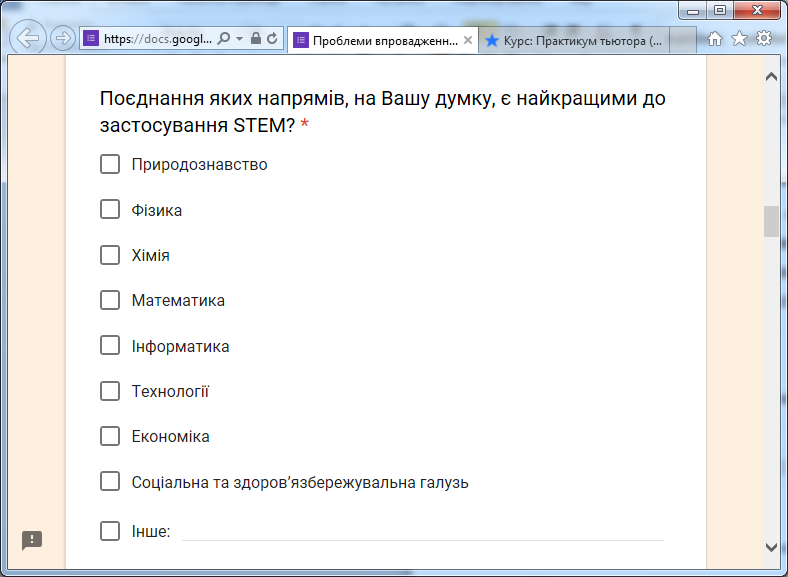 https://docs.googl...
Проблеми впровадженн...
Курс: Практикум тьютора (...
Поєднання яких напрямів, на Вашу думку, є найкращими до
застосування STEM? *
Природознавство
Фізика
Хімія
Математика
Інформатика
Технології
Економіка
Соціальна та здоров’язбережувальна галузь
Інше: